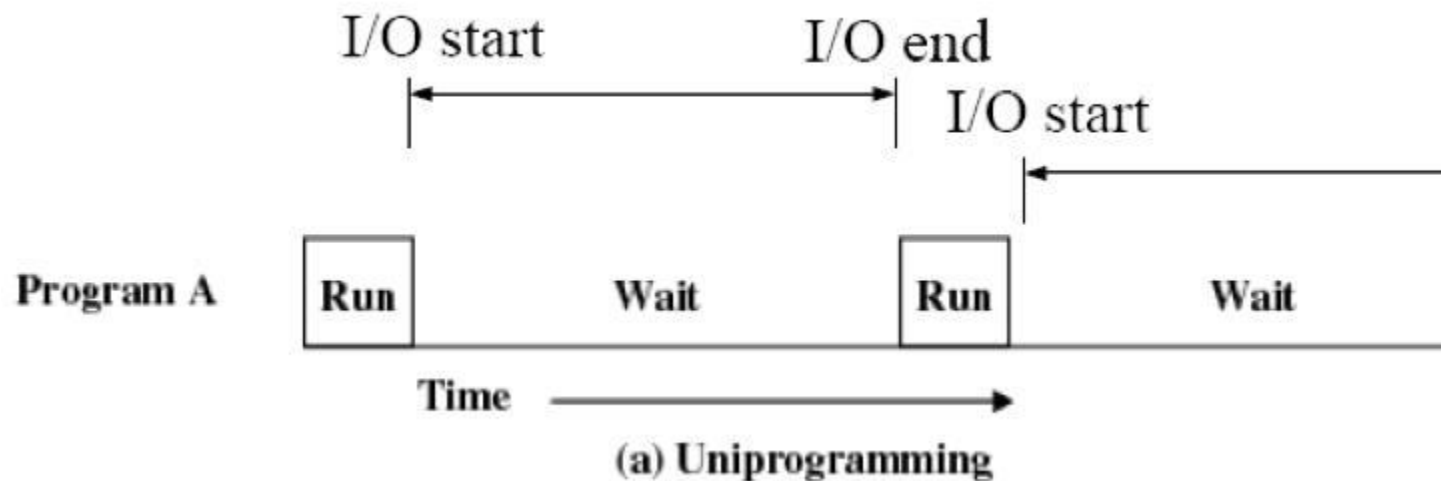 I/O start
I/O end
I/O start
Program A Run Wait Run Wait
Time
(a) Uniprogramming